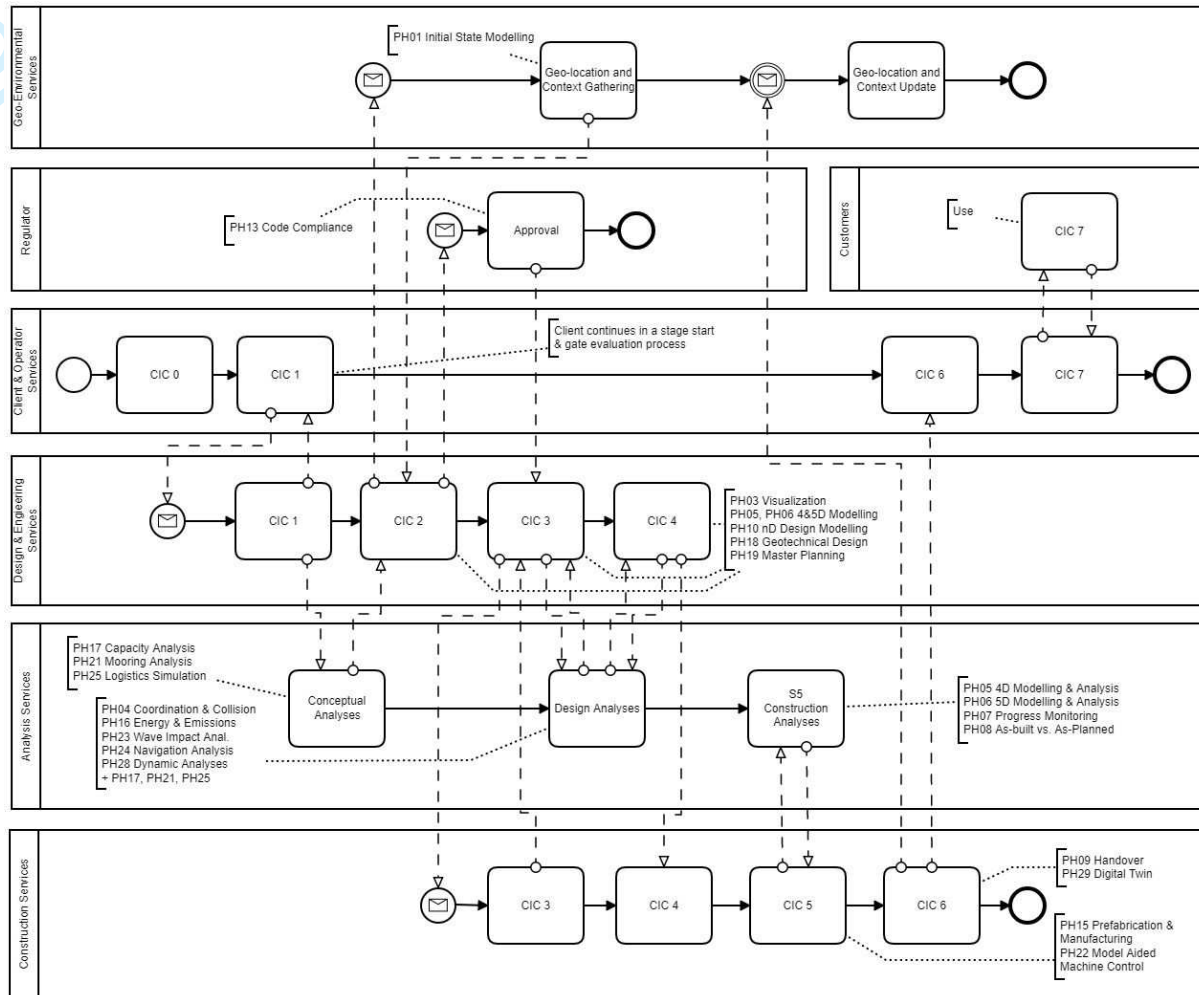 Geo-Environmental
Services
PH01 Initial State Modelling
Geo-location and
Context Gathering
Geo-location and
Context Update
Regulator
PH13 Code Compliance
Approval
Customers
Use
CIC 7
Client & Operator
Services
CIC 0
CIC 1
Client continues in a stage start
& gate evaluation process
CIC 6
CIC 7
Design & Engieering
Services
CIC 1
CIC 2
CIC 3
CIC 4
PH03 Visualization
PH05, PH06 4&5D Modelling
PH10 nD Design Modelling
PH18 Geotechnical Design
PH19 Master Planning
Analysis Services
PH17 Capacity Analysis
PH21 Mooring Analysis
PH25 Logistics Simulation
PH04 Coordination & Collision
PH16 Energy & Emissions
PH23 Wave Impact Anal.
PH24 Navigation Analysis
PH28 Dynamic Analyses
+ PH17, PH21, PH25
Conceptual
Analyses
Design Analyses
S5
Construction
Analyses
PH05 4D Modelling & Analysis
PH06 5D Modelling & Analysis
PH07 Progress Monitoring
PH08 As-built vs. As-Planned
Construction Services
CIC 3
CIC 4
CIC 5
CIC 6
PH09 Handover
PH29 Digital Twin
PH15 Prefabrication &
Manufacturing
PH22 Model Aided
Machine Control